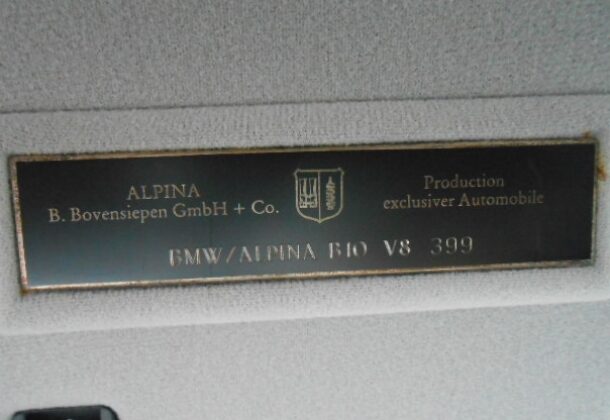 ALPINA
B. Bovensiepen GmbH + Co.
Production
exclusiver Automobile
BMW/ALPINA B10 V8 399